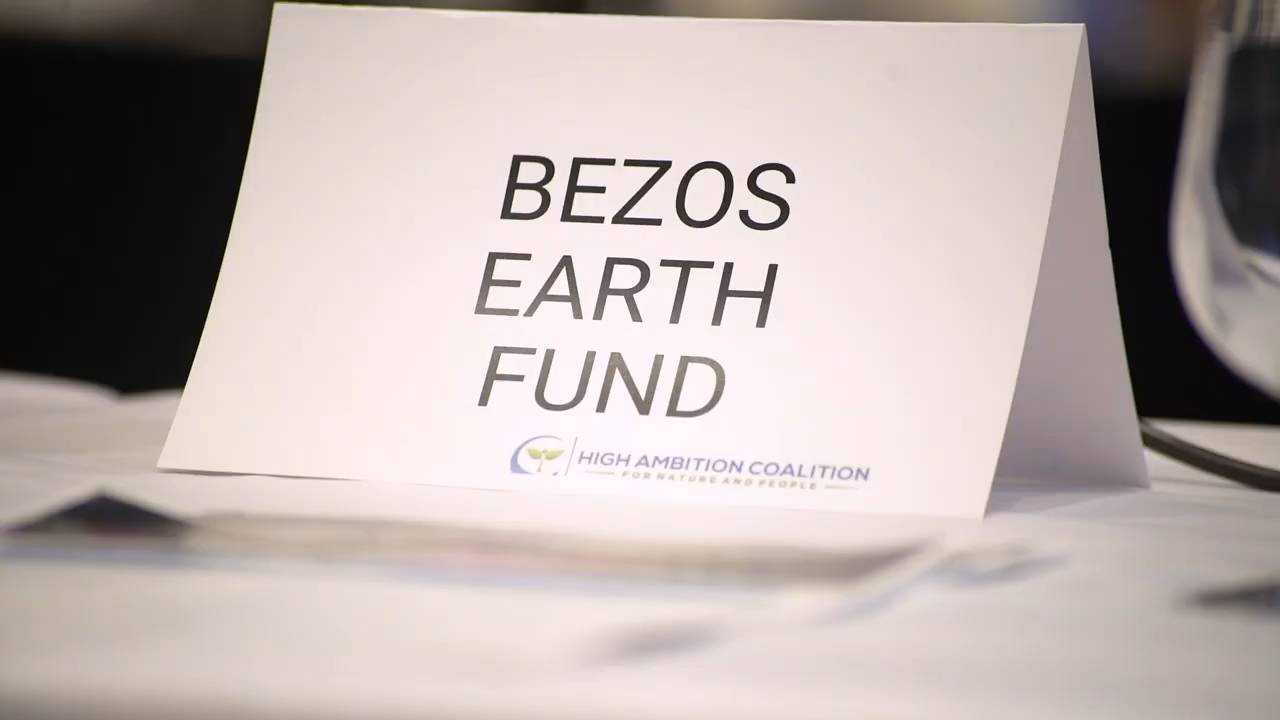 BEZOS
EARTH
FUND
HIGH AMBITION COALITION
FOR NATURE AND PEOPLE